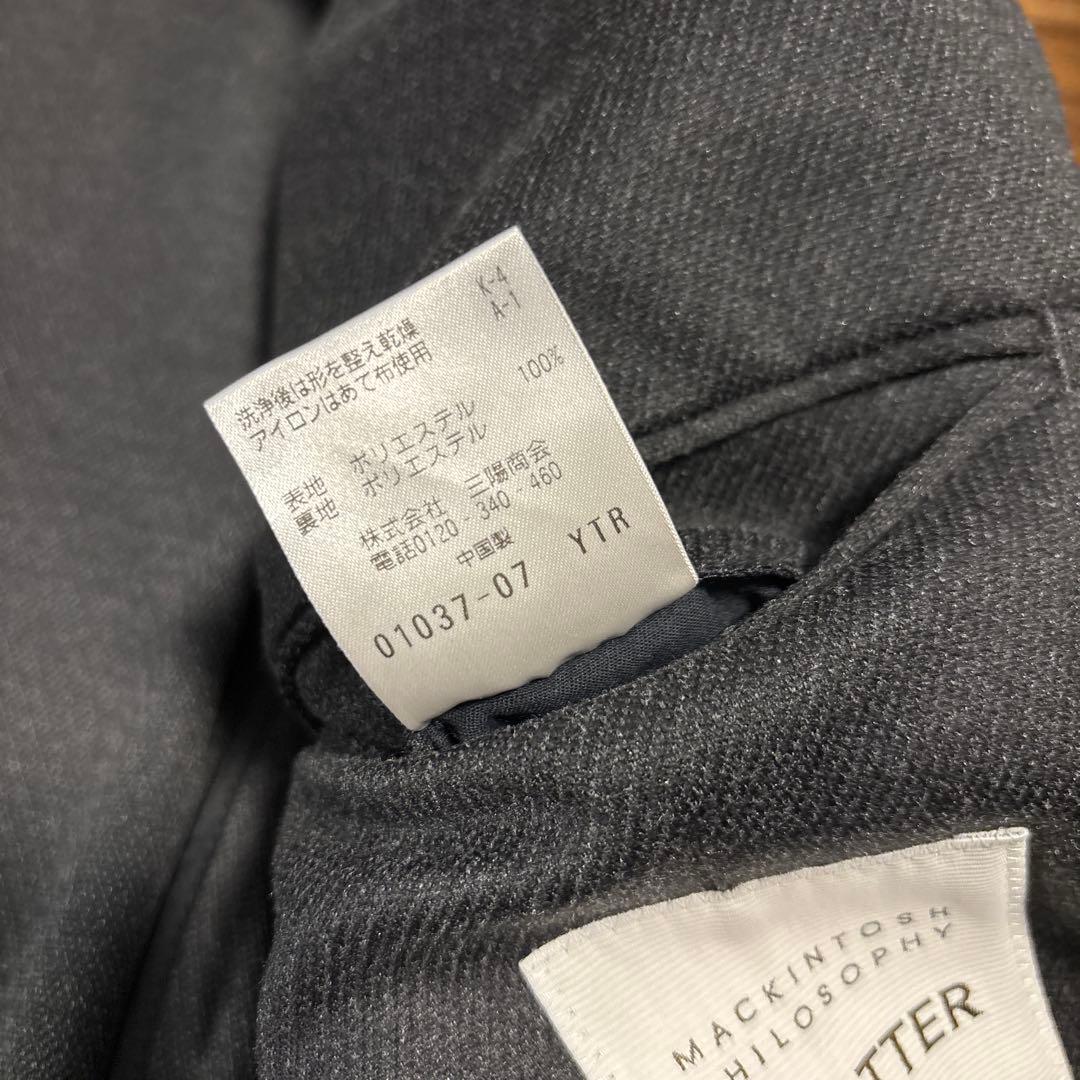 K-4
A-1
洗浄後は形を整え乾燥
アイロンはあて布使用
表地 ポリエステル 100%
裏地 ポリエステル
株式会社 三陽商会
電話0120-340-460
中国製
01037-07 YTR
MACKINTOSH
PHILOSOPHY
TTER